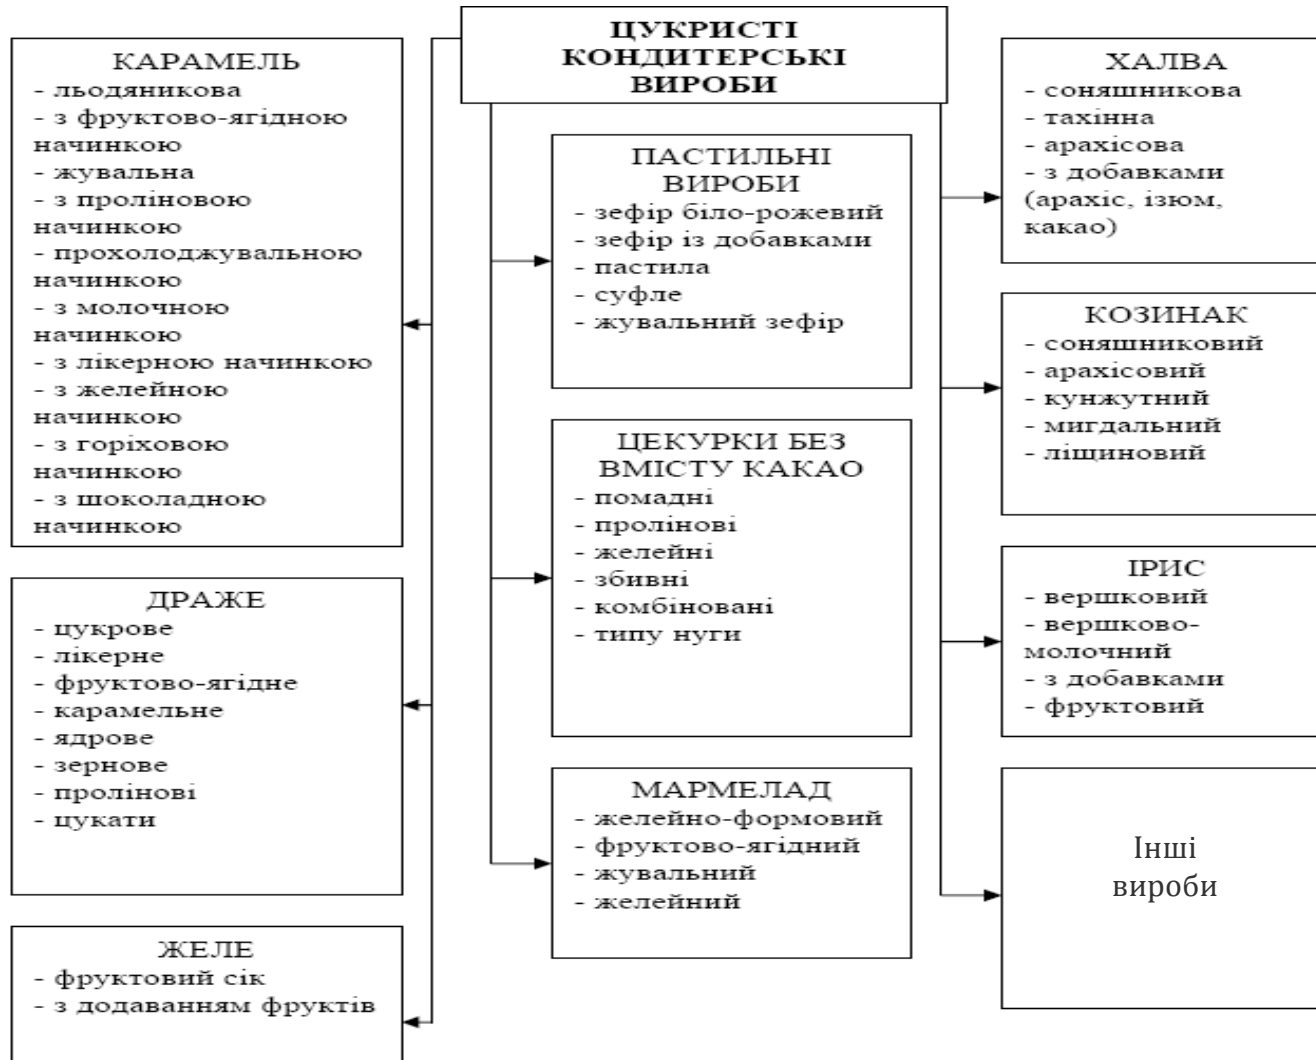 ЦУКРИСТІ
КОНДИТЕРСЬКІ
ВИРОБИ
КАРАМЕЛЬ
- льодяникова
- з фруктово-ягідною
начинкою
- жувальна
- з проліновою
начинкою
- прохолоджувальною
начинкою
- з молочною
начинкою
- з лікерною начинкою
- з желейною
начинкою
- з горіховою
начинкою
- з шоколадною
начинкою
ДРАЖЕ
- цукрове
- лікерне
- фруктово-ягідне
- карамельне
- ядрове
- зернове
- пролінові
- цукати
ЖЕЛЕ
- фруктовий сік
- з додаванням фруктів
ПАСТИЛЬНІ
ВИРОБИ
- зефір біло-рожевий
- зефір із добавками
- пастила
- суфле
- жувальний зефір
ЦЕКУРКИ БЕЗ
ВМІСТУ КАКАО
- помадні
- пролінові
- желейні
- збивні
- комбіновані
- типу нуги
МАРМЕЛАД
- желейно-формовий
- фруктово-ягідний
- жувальний
- желейний
ХАЛВА
- соняшникова
- тахінна
- арахісова
- з добавками
(арахіс, ізюм,
какао)
КОЗИНАК
- соняшниковий
- арахісовий
- кунжутний
- мигдальний
- ліщиновий
ІРИС
- вершковий
- вершково-
молочний
- з добавками
- фруктовий
Інші
вироби